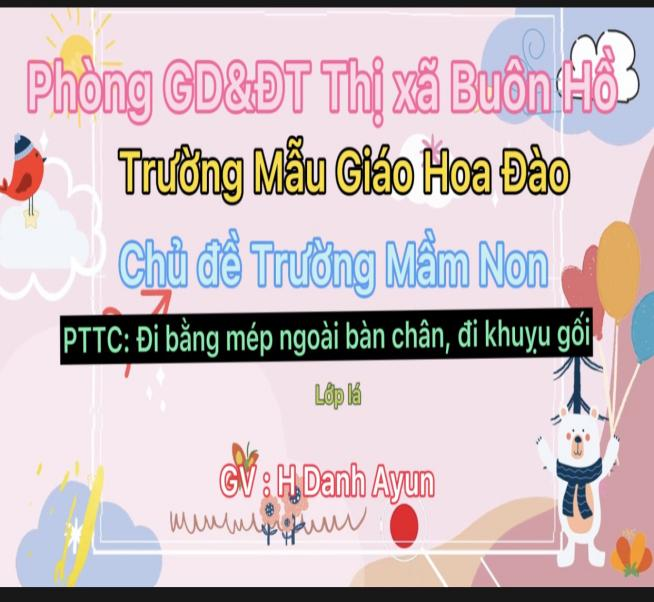 Phòng GD&ĐT Thị xã Buôn Hồ
Trường Mẫu Giáo Hoa Đào
Chủ đề Trường Mầm Non
PTTC: Đi bằng mép ngoài bàn chân, đi khuỵu gối
Lớp lá
GV : H Danh Ayun